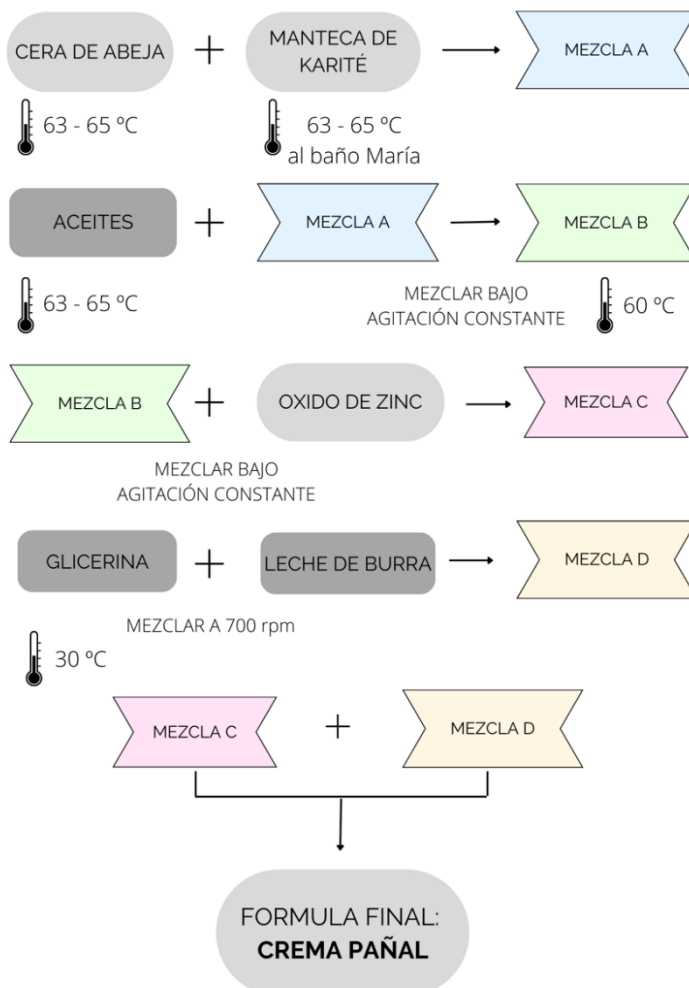 CERA DE ABEJA
+
MANTECA DE
KARITÉ
MEZCLA A
63 - 65 ºC
63 - 65 ºC
al baño María
ACEITES
+
MEZCLA A
MEZCLA B
63 - 65 ºC
MEZCLAR BAJO
AGITACIÓN CONSTANTE
60 ºC
MEZCLA B
+
OXIDO DE ZINC
MEZCLA C
MEZCLAR BAJO
AGITACIÓN CONSTANTE
GLICERINA
+
LECHE DE BURRA
MEZCLA D
MEZCLAR A 700 rpm
30 ºC
MEZCLA C
+
MEZCLA D
FORMULA FINAL:
CREMA PAÑAL